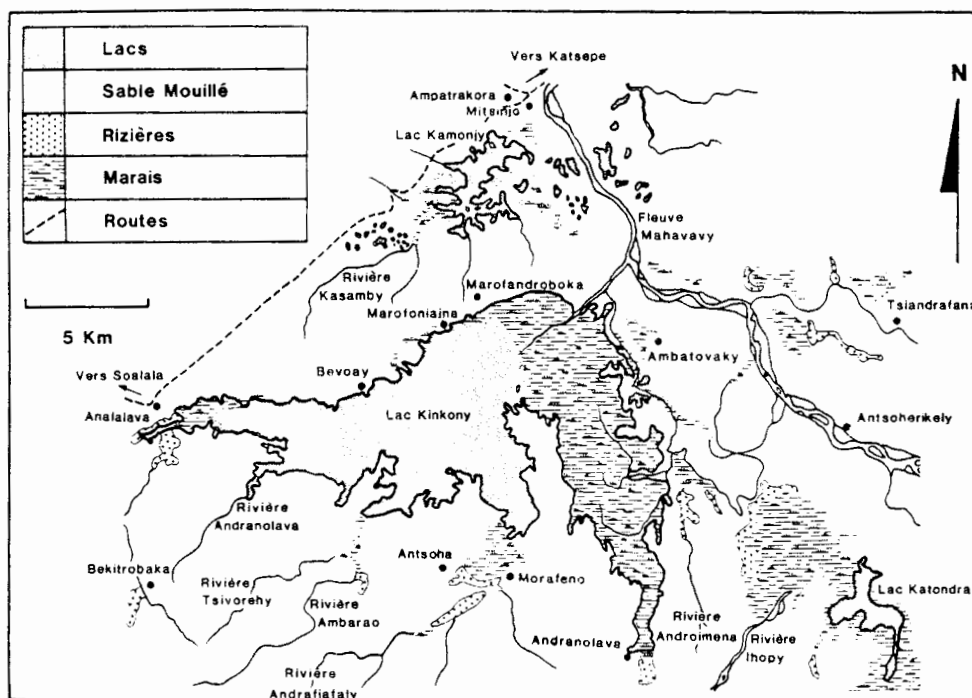 Lacs
Sable Mouillé
Rizières
Marais
Routes
5 Km
N
Vers Katsepe
Ampatrakora
Mitsinjo
Lac Kamonjy
Fleuve
Mahavavy
Rivière
Kasamby
Marofandroboka
Marofoniajna
Tsiandrafana
Ambatovaky
Bevoay
Vers Soalala
Analalava
Lac Kinkony
Antsoherikely
Rivière
Andranolava
Antsoha
Bekitrobaka
Rivière
Tsivorehy
Morafeno
Lac Katondra
Rivière
Ambarao
Rivière
Androimena
Rivière
Ihopy
Andranolava
Rivière
Andrafiafaly